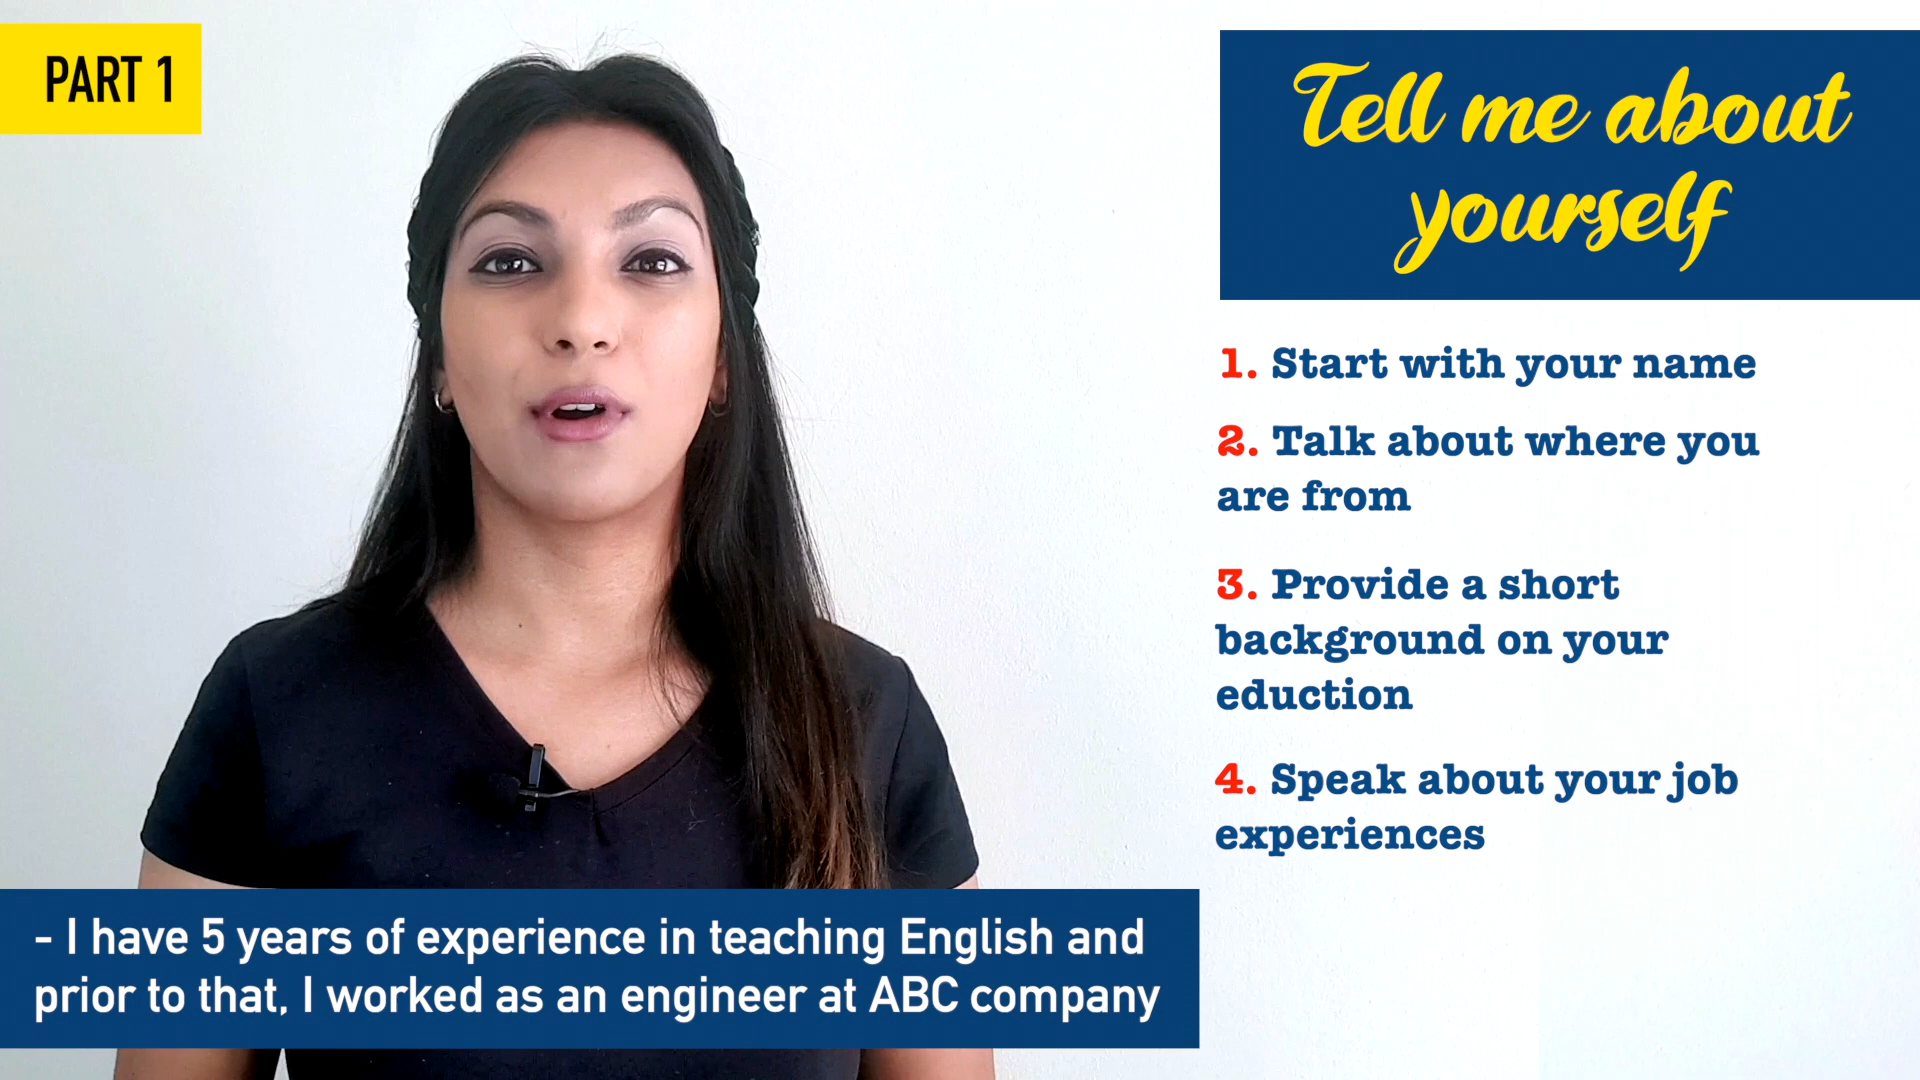 PART 1
Tell me about
yourself
1. Start with your name
2. Talk about where you
are from
3. Provide a short
background on your
eduction
4. Speak about your job
experiences
- I have 5 years of experience in teaching English and
prior to that, I worked as an engineer at ABC company